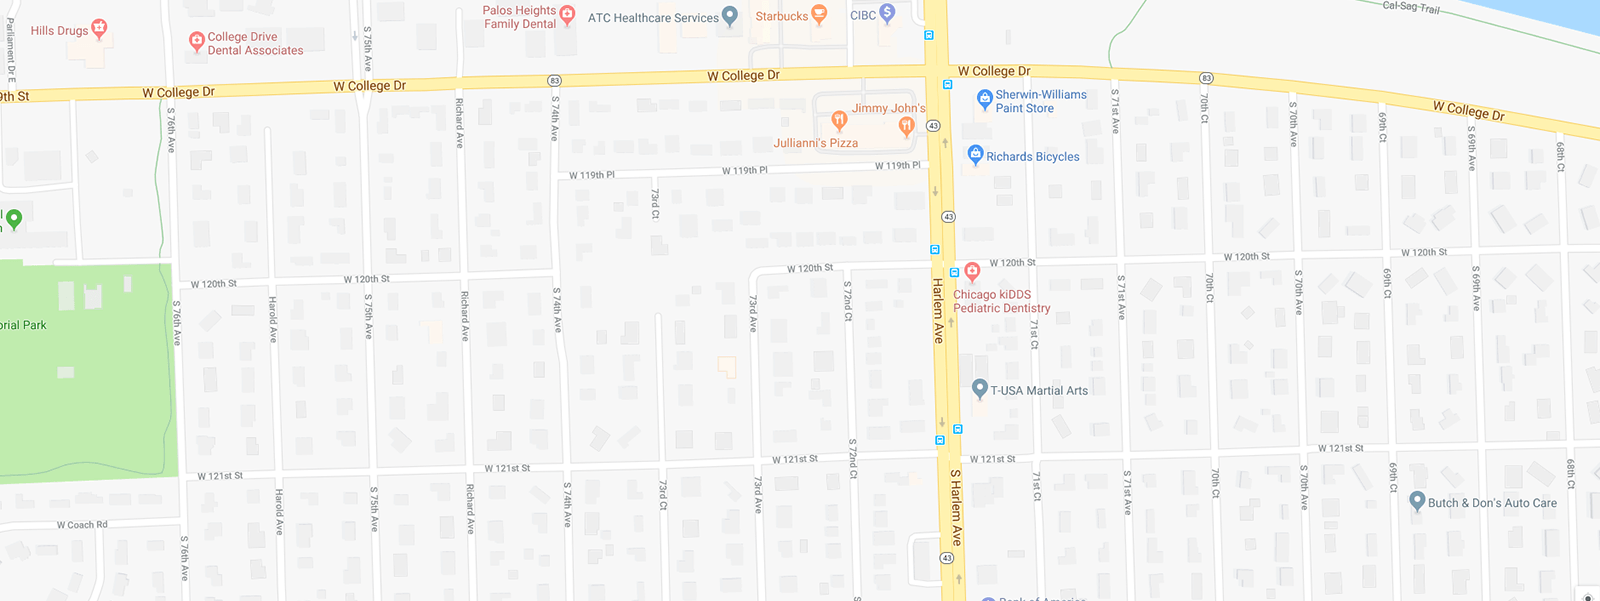 Parliament Dr E
Hills Drugs
College Drive
Dental Associates
S 75th Ave
Palos Heights
Family Dental
ATC Healthcare Services
Starbucks
CIBC
Cal-Sag Trail
9th St
W College Dr
W College Dr
83
W College Dr
W College Dr
83
W College Dr
S 76th Ave
Richard Ave
S 74th Ave
Jimmy John's
Jullianni's Pizza
43
Sherwin-Williams
Paint Store
Richards Bicycles
S 71st Ave
70th Ct
S 70th Ave
69th Ct
S 69th Ave
68th Ct
W 119th Pl
W 119th Pl
W 119th Pl
73rd Ct
43
W 120th St
W 120th St
W 120th St
W 120th St
W 120th St
W 120th St
Chicago kiDDS
Pediatric Dentistry
S 76th Ave
Harold Ave
S 75th Ave
Richard Ave
S 74th Ave
73rd Ave
S 72nd Ct
Harlem Ave
71st Ct
S 71st Ave
70th Ct
S 70th Ave
69th Ct
S 69th Ave
orial Park
T-USA Martial Arts
W 121st St
W 121st St
W 121st St
W 121st St
W 121st St
S 72nd Ct
Harold Ave
S 75th Ave
Richard Ave
S 74th Ave
73rd Ct
73rd Ave
S Harlem Ave
71st Ct
S 71st Ave
70th Ct
S 70th Ave
69th Ct
68th Ct
Butch & Don's Auto Care
W Coach Rd
S 76th Ave
43
Bank of America